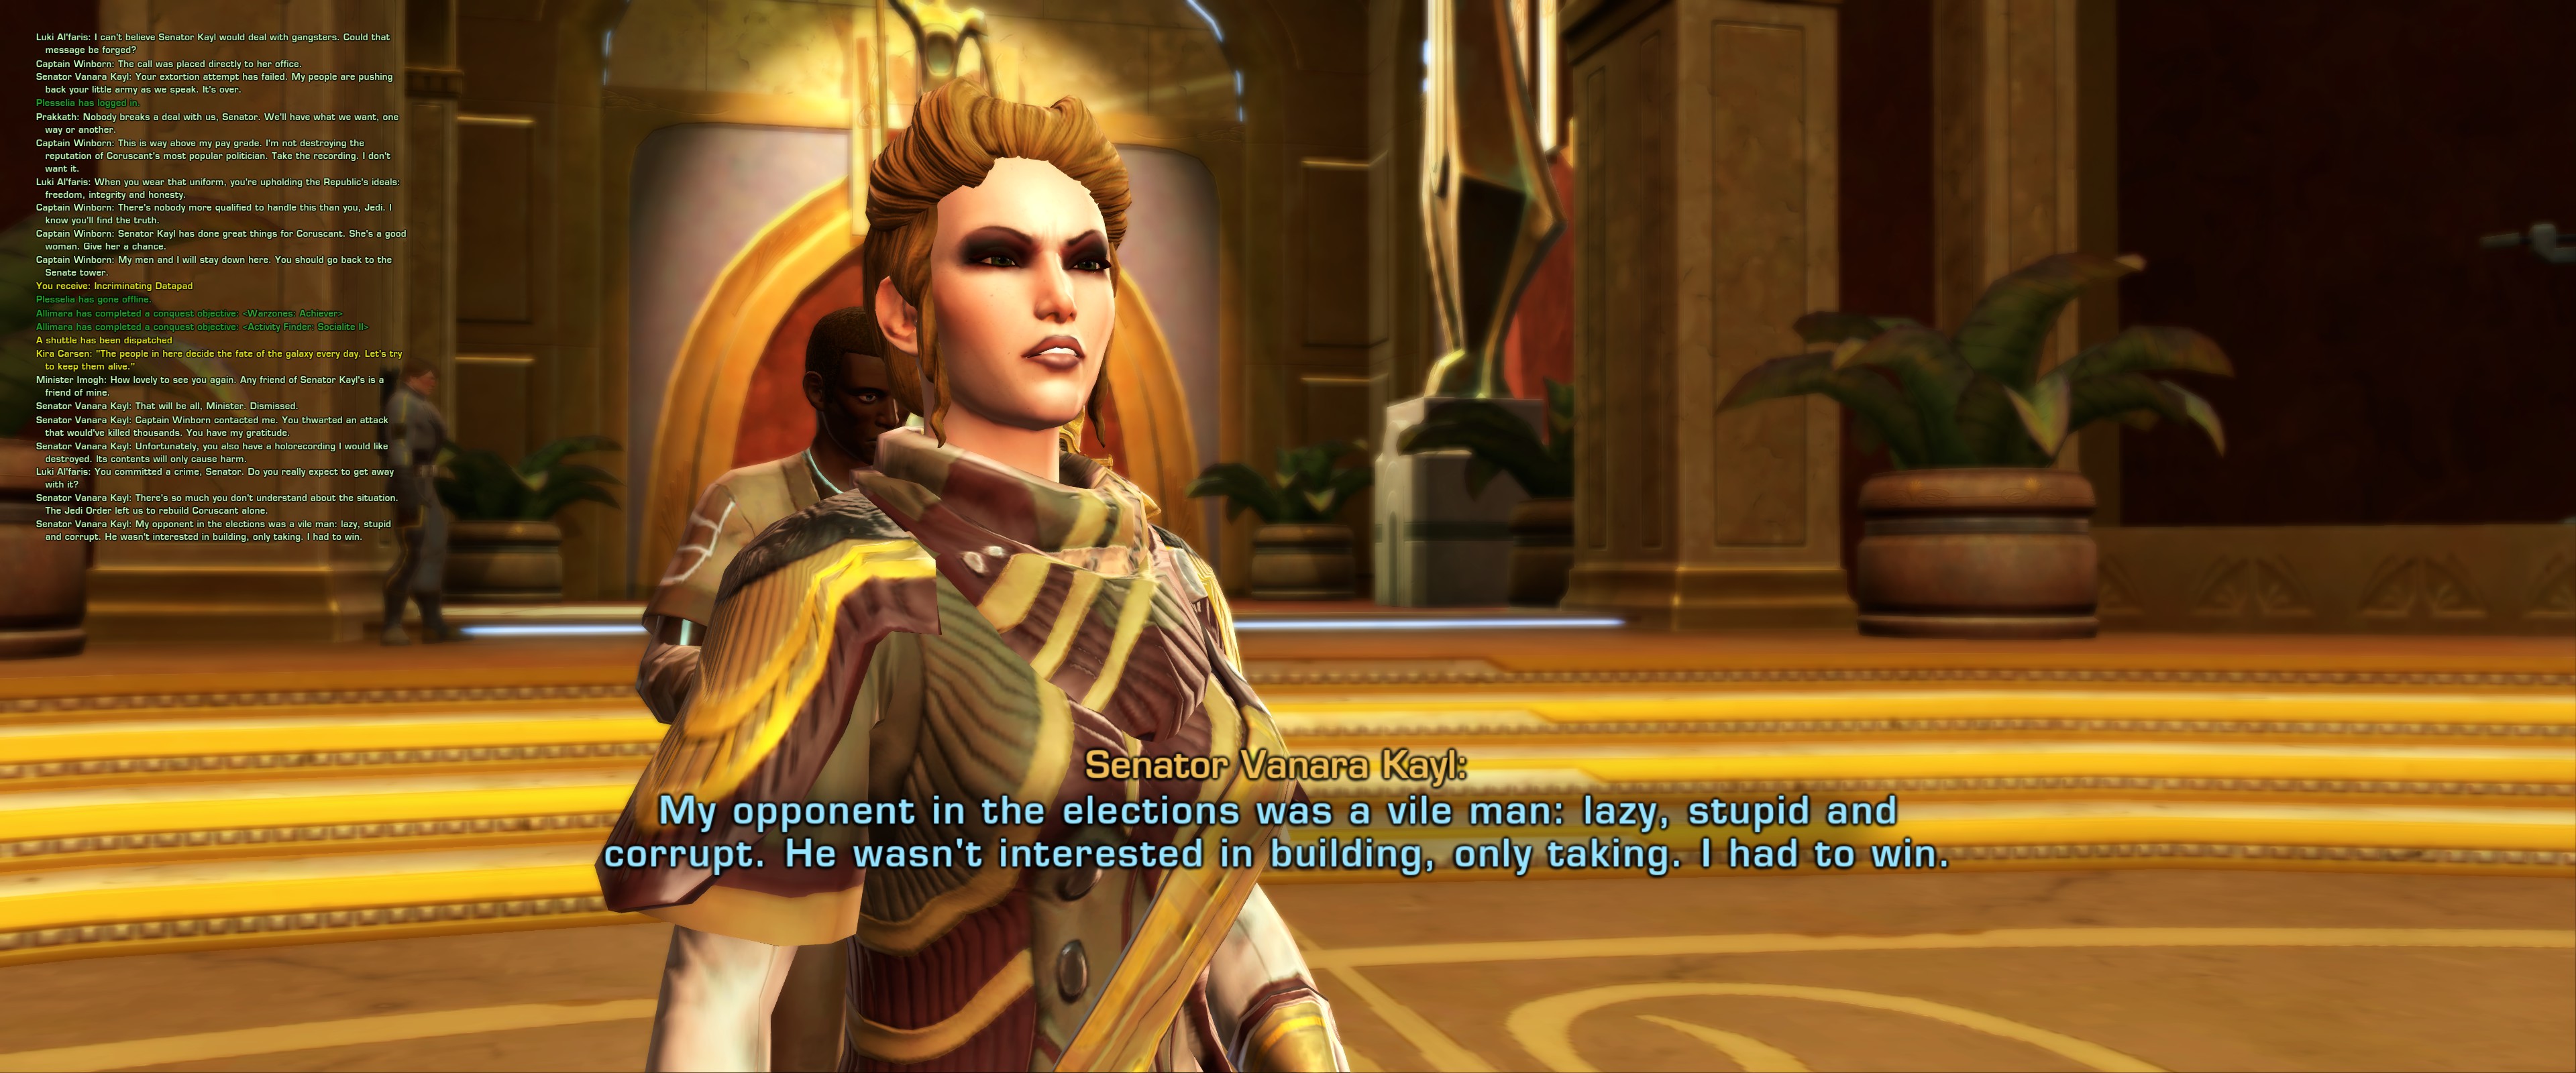 Luki Al'faris: I can't believe Senator Kayl would deal with gangsters. Could that
message be forged?
Captain Winborn: The call was placed directly to her office.
Senator Vanara Kayl: Your extortion attempt has failed. My people are pushing
back your little army as we speak. It's over.
Plesselia has logged in.
Prakkath: Nobody breaks a deal with us, Senator. We'll have what we want, one
way or another.
Captain Winborn: This is way above my pay grade. I'm not destroying the
reputation of Coruscant's most popular politician. Take the recording. I don't
want it.
Luki Al'faris: When you wear that uniform, you're upholding the Republic's ideals:
freedom, integrity and honesty.
Captain Winborn: There's nobody more qualified to handle this than you, Jedi. I
know you'll find the truth.
Captain Winborn: Senator Kayl has done great things for Coruscant. She's a good
woman. Give her a chance.
Captain Winborn: My men and I will stay down here. You should go back to the
Senate tower.
You receive: Incriminating Datapad
Plesselia has gone offline.
Allimara has completed a conquest objective: <Warzones: Achiever>
Allimara has completed a conquest objective: <Activity Finder: Socialite II>
A shuttle has been dispatched
Kira Carsen: "The people in here decide the fate of the galaxy every day. Let's try
to keep them alive."
Minister Imogh: How lovely to see you again. Any friend of Senator Kayl's is a
friend of mine.
Senator Vanara Kayl: That will be all, Minister. Dismissed.
Senator Vanara Kayl: Captain Winborn contacted me. You thwarted an attack
that would've killed thousands. You have my gratitude.
Senator Vanara Kayl: Unfortunately, you also have a holorecording I would like
destroyed. Its contents will only cause harm.
Luki Al'faris: You committed a crime, Senator. Do you really expect to get away
with it?
Senator Vanara Kayl: There's so much you don't understand about the situation.
The Jedi Order left us to rebuild Coruscant alone.
Senator Vanara Kayl: My opponent in the elections was a vile man: lazy, stupid
and corrupt. He wasn't interested in building, only taking. I had to win.
Senator Vanara Kayl:
My opponent in the elections was a vile man: lazy, stupid and
corrupt. He wasn't interested in building, only taking. I had to win.